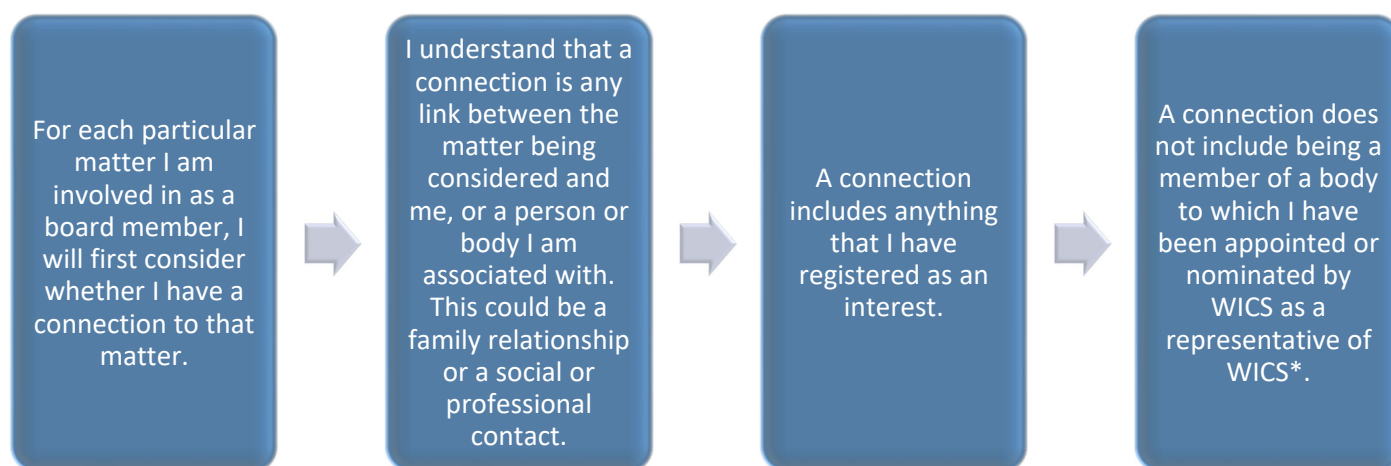 For each particular
matter I am
involved in as a
board member, I
will first consider
whether I have a
connection to that
matter.
I understand that a
connection is any
link between the
matter being
considered and
me, or a person or
body I am
associated with.
This could be a
family relationship
or a social or
professional
contact.
A connection
includes anything
that I have
registered as an
interest.
A connection does
not include being a
member of a body
to which I have
been appointed or
nominated by
WICS as a
representative of
WICS*.